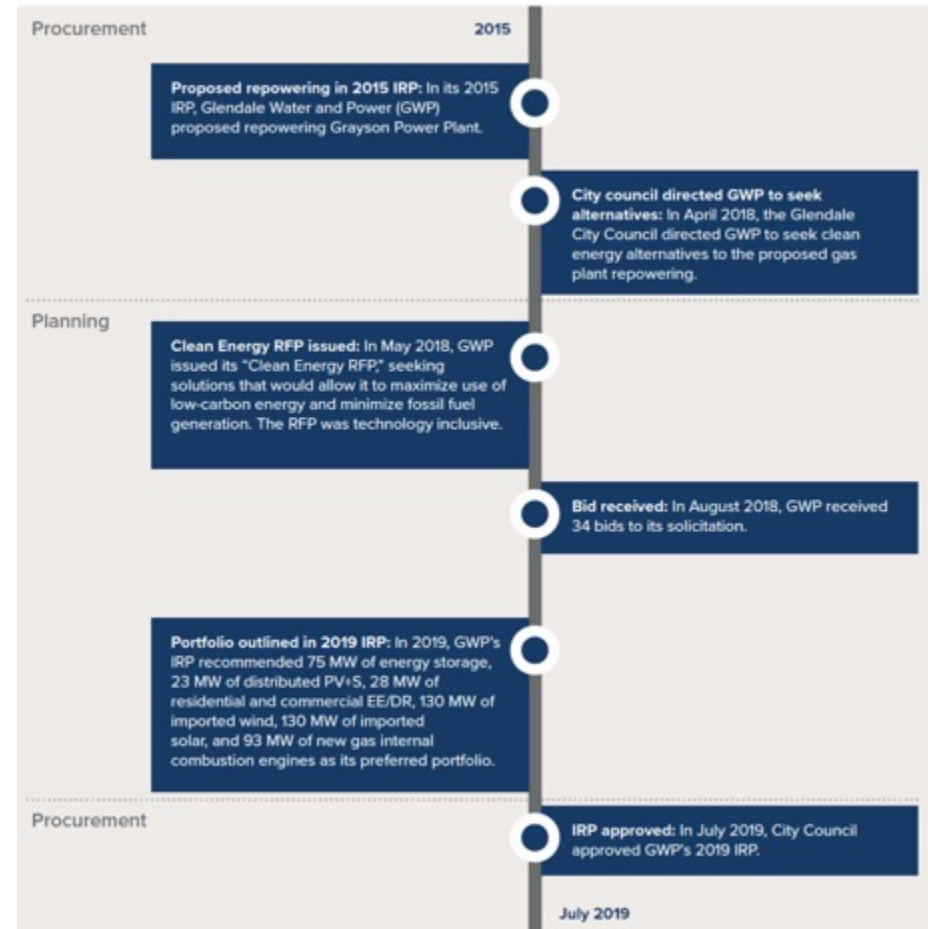 Procurement
2015
Proposed repowering in 2015 IRP: In its 2015
IRP, Glendale Water and Power (GWP)
proposed repowering Grayson Power Plant.
City council directed GWP to seek
alternatives: In April 2018, the Glendale
City Council directed GWP to seek clean
energy alternatives to the proposed gas
plant repowering.
Planning
Clean Energy RFP issued: In May 2018, GWP
issued its "Clean Energy RFP," seeking
solutions that would allow it to maximize use of
low-carbon energy and minimize fossil fuel
generation. The RFP was technology inclusive.
Bid received: In August 2018, GWP received
34 bids to its solicitation.
Portfolio outlined in 2019 IRP: In 2019, GWP's
IRP recommended 75 MW of energy storage,
23 MW of distributed PV+S, 28 MW of
residential and commercial EE/DR, 130 MW of
imported wind, 130 MW of imported
solar, and 93 MW of new gas internal
combustion engines as its preferred portfolio.
Procurement
IRP approved: In July 2019, City Council
approved GWP's 2019 IRP.
July 2019